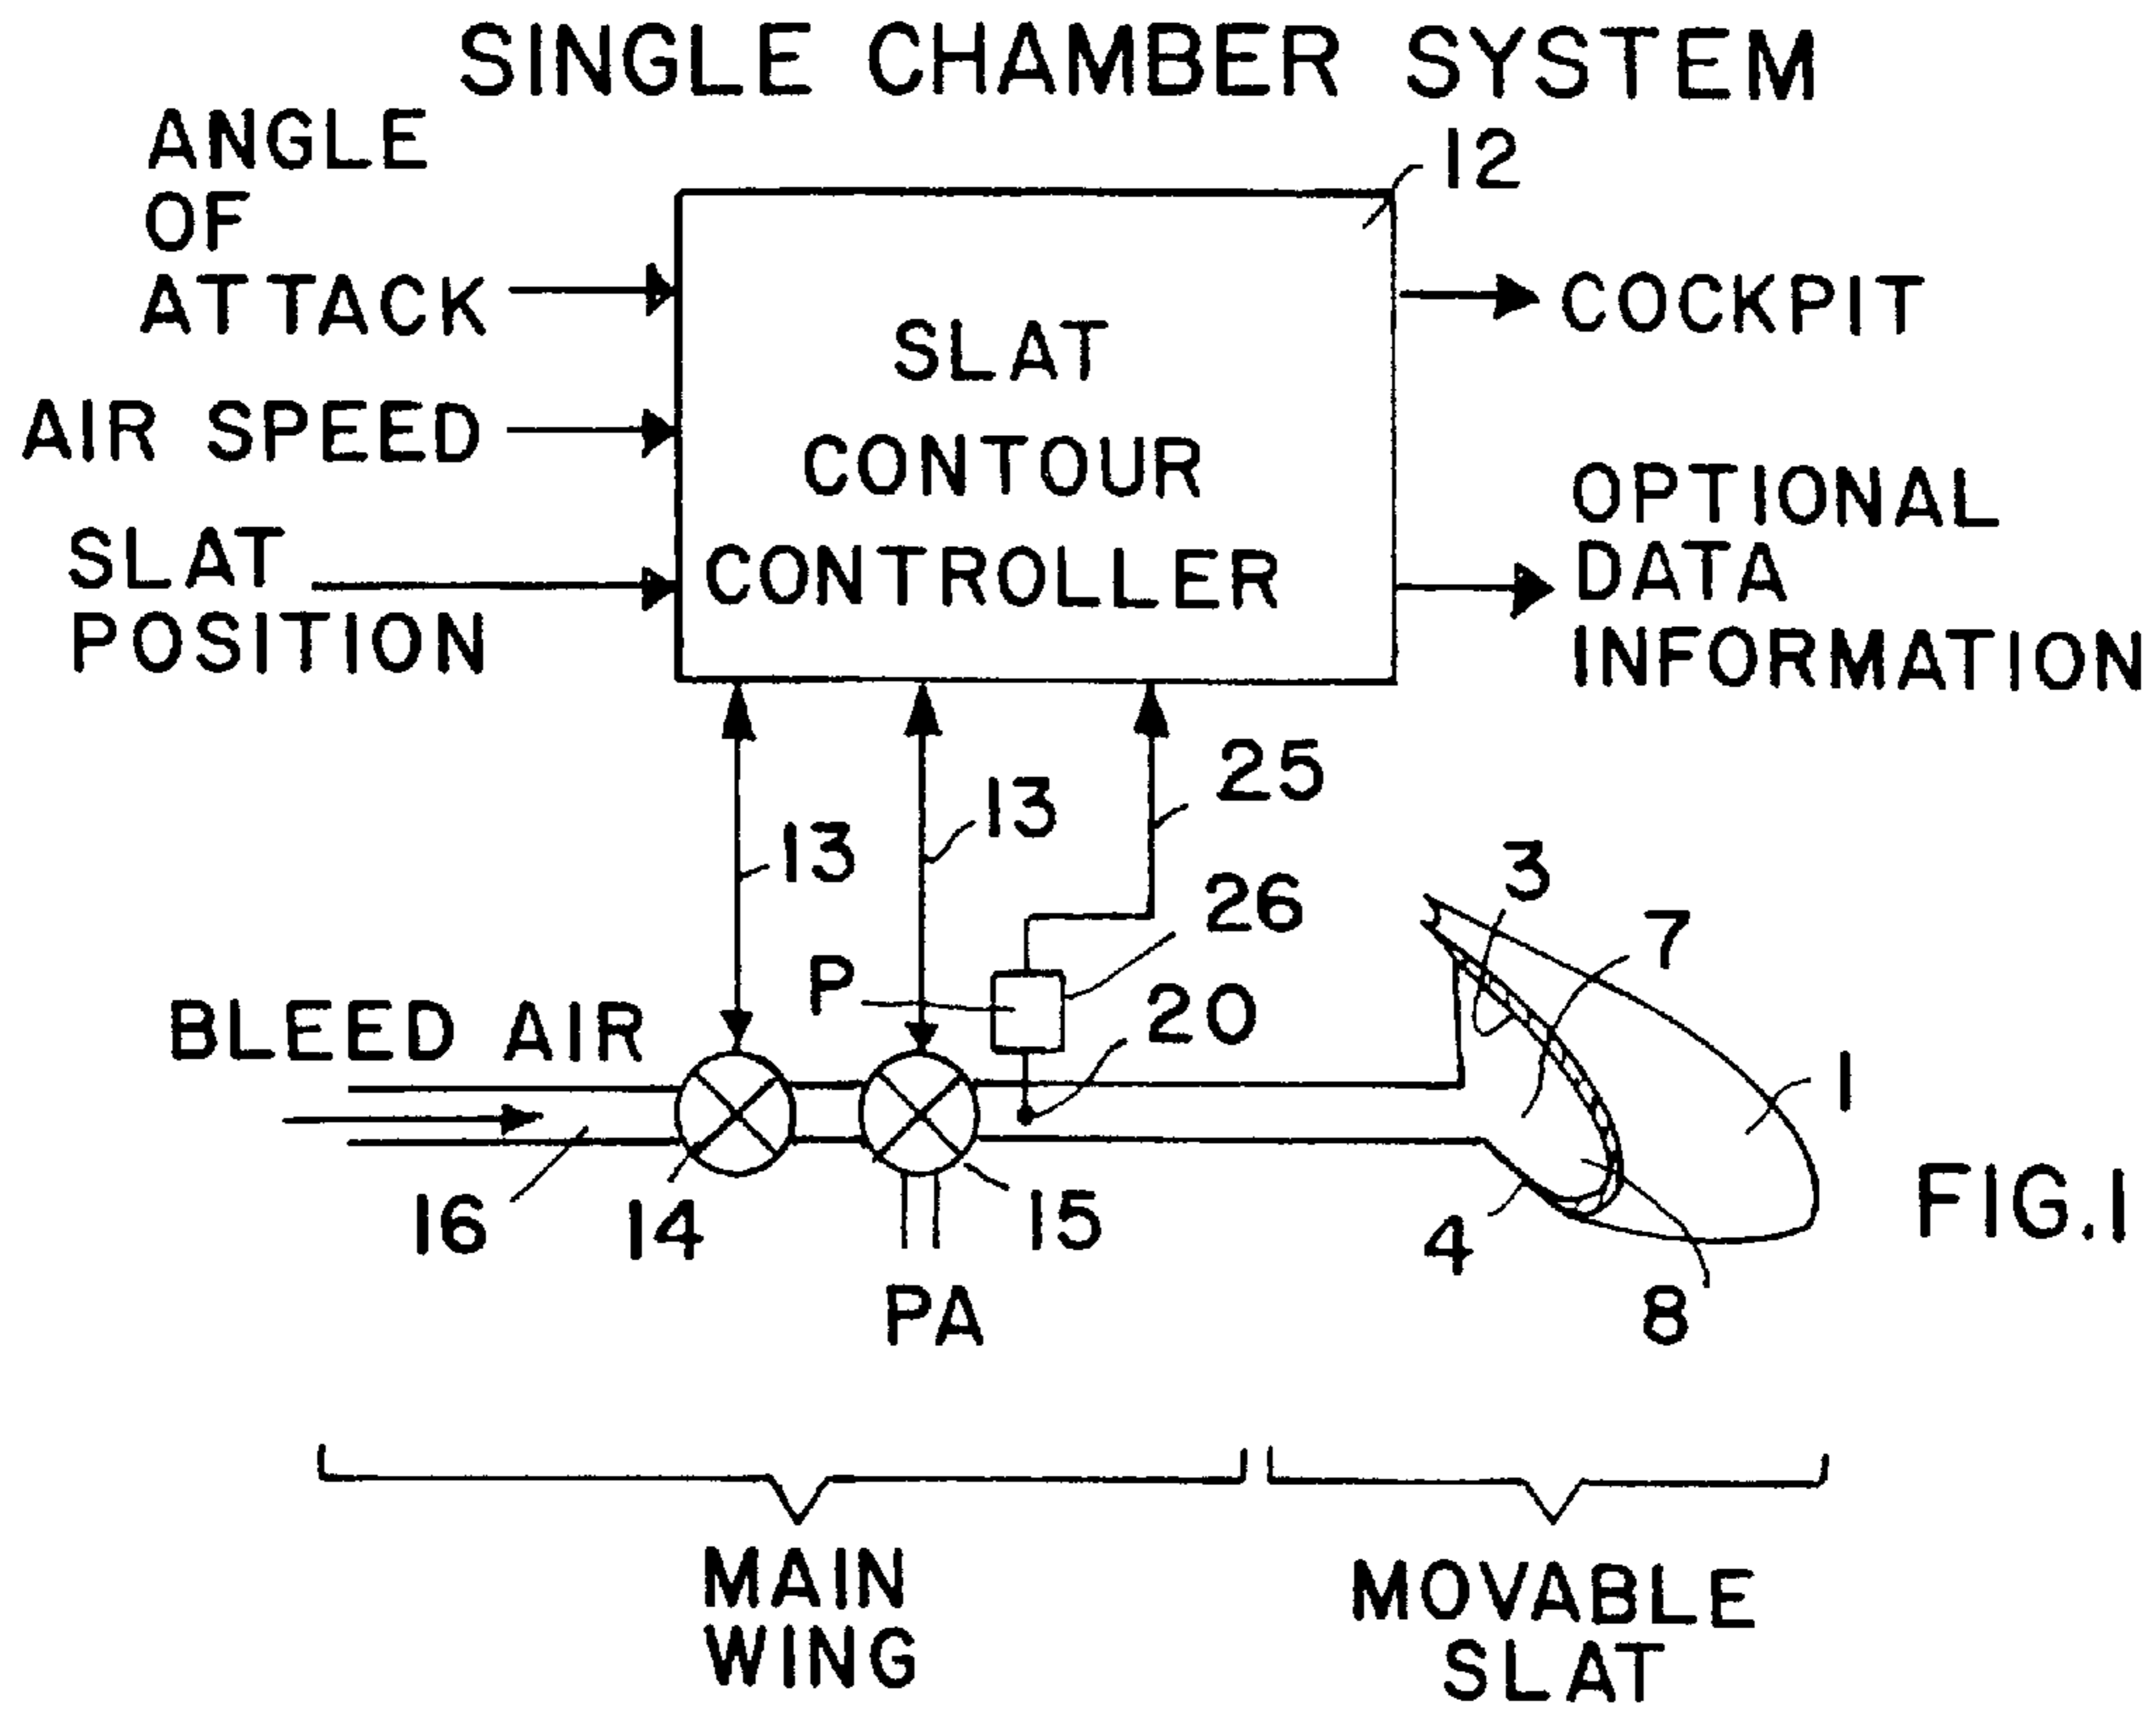 SINGLE CHAMBER SYSTEM
12
ANGLE
OF
ATTACK
AIR SPEED
SLAT
POSITION
SLAT
CONTOUR
CONTROLLER
COCKPIT
OPTIONAL
DATA
INFORMATION
13
13
25
26
P
20
3
7
1
BLEED AIR
16
14
15
PA
4
8
FIG.1
MAIN
WING
MOVABLE
SLAT